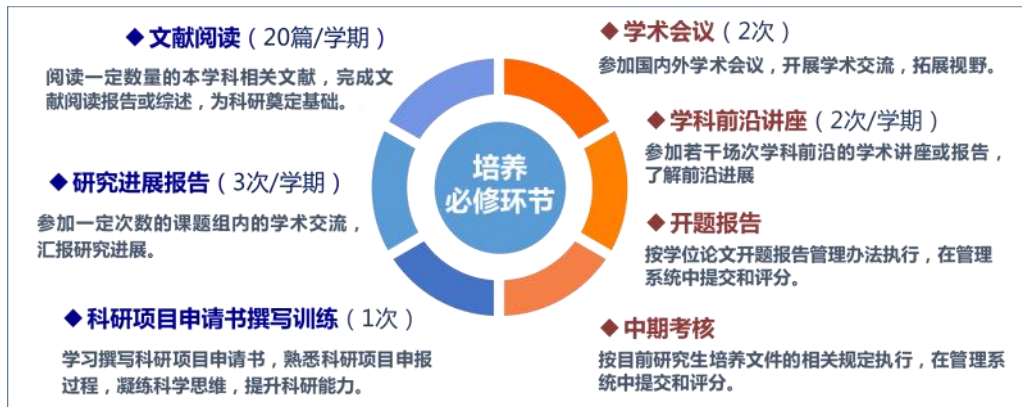 ◆文献阅读（20篇/学期）
阅读一定数量的本学科相关文献，完成文
献阅读报告或综述，为科研奠定基础。
◆研究进展报告（3次/学期）
参加一定次数的课题组内的学术交流，
汇报研究进展。
◆科研项目申请书撰写训练（1次）
学习撰写科研项目申请书，熟悉科研项目申报
过程，凝练科学思维，提升科研能力。
培养
必修环节
◆学术会议（2次）
参加国内外学术会议，开展学术交流，拓展视野。
◆学科前沿讲座（2次/学期）
参加若干场次学科前沿的学术讲座或报告，
了解前沿进展
◆开题报告
按学位论文开题报告管理办法执行，在管理
系统中提交和评分。
◆中期考核
按目前研究生培养文件的相关规定执行，在管理系
统中提交和评分。